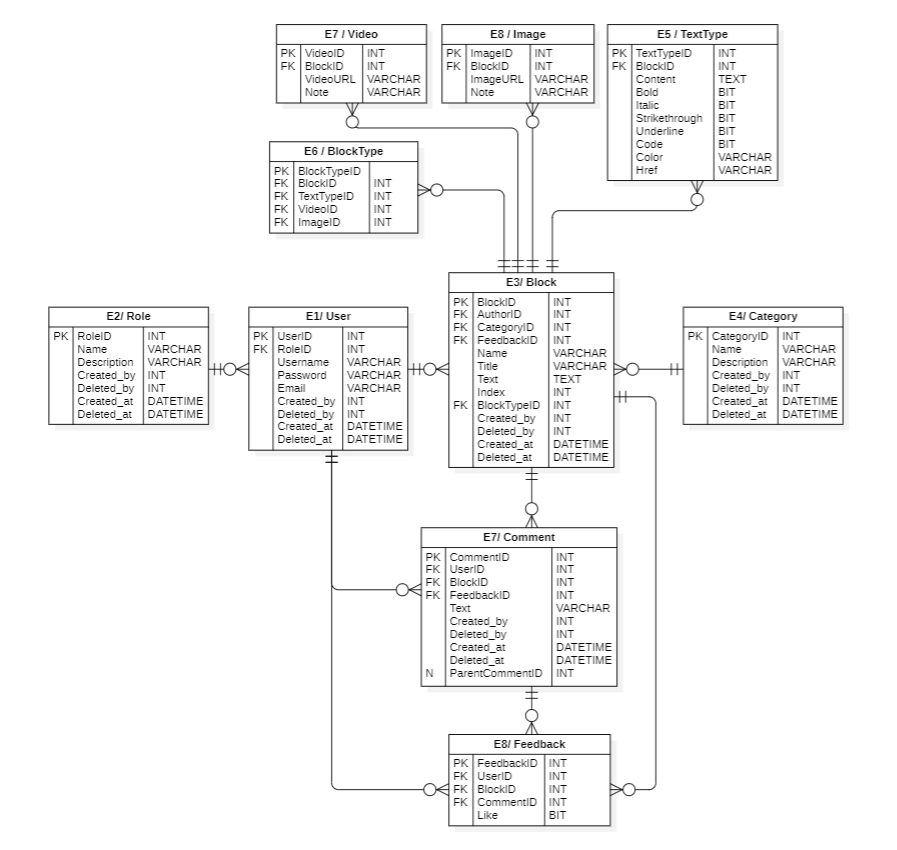 E7 / Video
PK VideoID INT
FK BlockID INT
VideoURL VARCHAR
Note VARCHAR
E8 / Image
PK ImageID INT
FK BlockID INT
ImageURL VARCHAR
Note VARCHAR
E5 / TextType
PK TextTypeID INT
FK BlockID INT
Content TEXT
Bold BIT
Italic BIT
Strikethrough BIT
Underline BIT
Code BIT
Color VARCHAR
Href VARCHAR
E6 / BlockType
PK BlockTypeID
FK BlockID INT
FK TextTypeID INT
FK VideoID INT
FK ImageID INT
E2/ Role
PK RoleID INT
Name VARCHAR
Description VARCHAR
Created_by INT
Deleted_by INT
Created_at DATETIME
Deleted_at DATETIME
E1/ User
PK UserID INT
FK RoleID INT
Username VARCHAR
Password VARCHAR
Email VARCHAR
Created_by INT
Deleted_by INT
Created_at DATETIME
Deleted_at DATETIME
E3/ Block
PK BlockID INT
FK AuthorID INT
FK CategoryID INT
FK FeedbackID INT
Name VARCHAR
Title VARCHAR
Text TEXT
Index INT
FK BlockTypeID INT
Created_by INT
Deleted_by INT
Created_at DATETIME
Deleted_at DATETIME
E4/ Category
PK CategoryID INT
Name VARCHAR
Description VARCHAR
Created_by INT
Deleted_by INT
Created_at DATETIME
Deleted_at DATETIME
E7/ Comment
PK CommentID INT
FK UserID INT
FK BlockID INT
FK FeedbackID INT
Text VARCHAR
Created_by INT
Deleted_by INT
Created_at DATETIME
Deleted_at DATETIME
N ParentCommentID INT
E8/ Feedback
PK FeedbackID INT
FK UserID INT
FK BlockID INT
FK CommentID INT
Like BIT